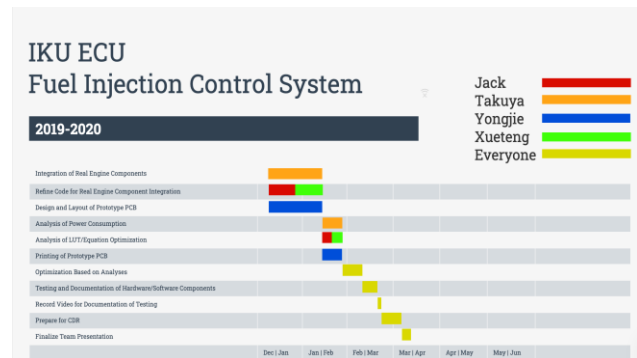 IKU ECU
Fuel Injection Control System
Jack
Takuya
Yongjie
Xueteng
Everyone
2019-2020
Integration of Real Engine Components
Refine Code for Real Engine Component Integration
Design and Layout of Prototype PCB
Analysis of Power Consumption
Analysis of LUT/Equation Optimization
Printing of Prototype PCB
Optimization Based on Analyses
Testing and Documentation of Hardware/Software Components
Record Video for Documentation of Testing
Prepare for CDR
Finalize Team Presentation
Dec | Jan Jan | Feb Feb | Mar Mar | Apr Apr | May May | Jun